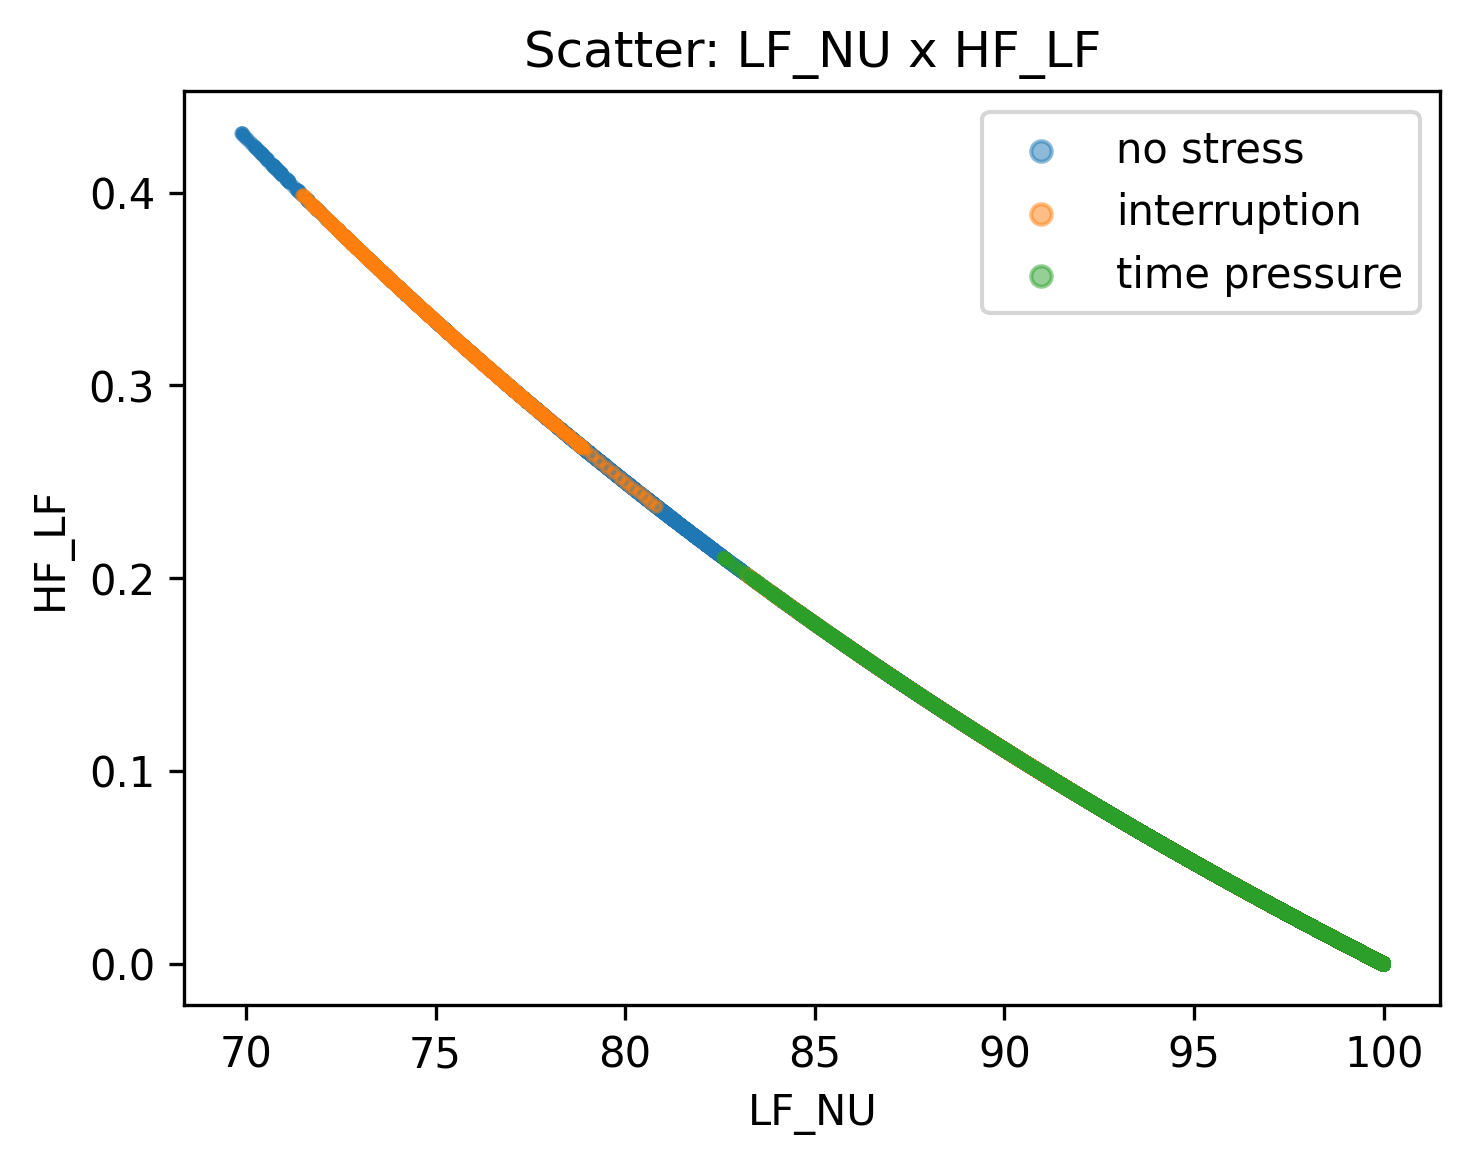 Scatter: LF_NU x HF_LF
no stress
interruption
time pressure
HF_LF
0.4
0.3
0.2
0.1
0.0
70 75 80 85 90 95 100
LF_NU